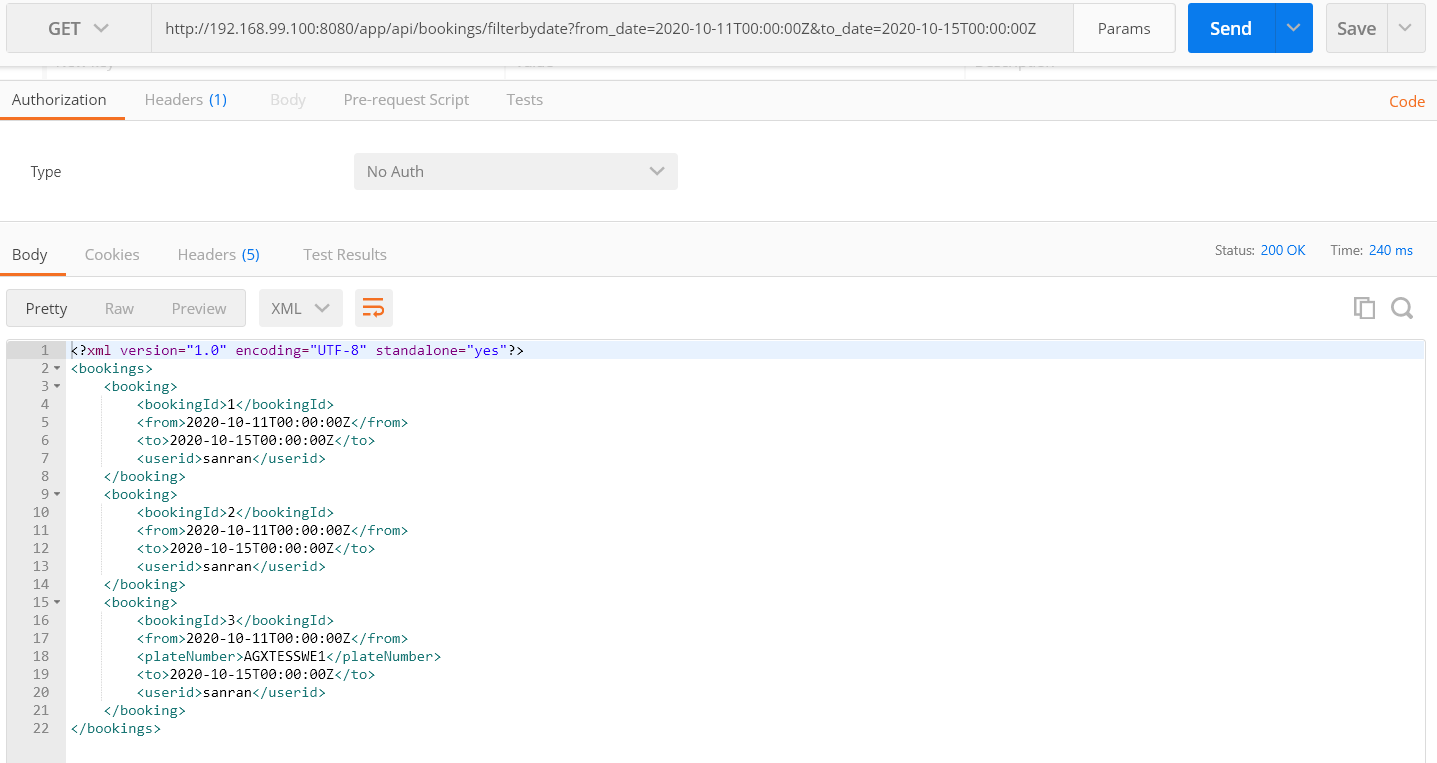 GET http://192.168.99.100:8080/app/api/bookings/filterbydate?from_date=2020-10-11T00:00:00Z&to_date=2020-10-15T00:00:00Z Params Send Save
Authorization Headers (1) Body Pre-request Script Tests Code
Type No Auth
Body Cookies Headers (5) Test Results Status: 200 OK Time: 240 ms
Pretty Raw Preview XML
1 <?xml version="1.0" encoding="UTF-8" standalone="yes"?>
2 <bookings>
3 <booking>
4 <bookingId>1</bookingId>
5 <from>2020-10-11T00:00:00Z</from>
6 <to>2020-10-15T00:00:00Z</to>
7 <userid>sanran</userid>
8 </booking>
9 <booking>
10 <bookingId>2</bookingId>
11 <from>2020-10-11T00:00:00Z</from>
12 <to>2020-10-15T00:00:00Z</to>
13 <userid>sanran</userid>
14 </booking>
15 <booking>
16 <bookingId>3</bookingId>
17 <from>2020-10-11T00:00:00Z</from>
18 <plateNumber>AGXTESSWE1</plateNumber>
19 <to>2020-10-15T00:00:00Z</to>
20 <userid>sanran</userid>
21 </booking>
22 </bookings>